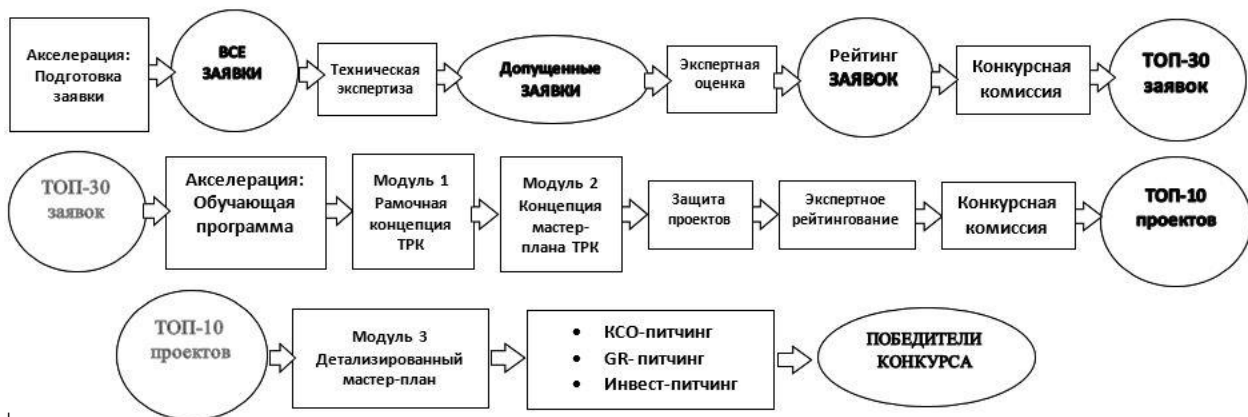 Акселерация:
Подготовка
заявки
ВСЕ
ЗАЯВКИ
Техническая
экспертиза
Допущенные
ЗАЯВКИ
Экспертная
оценка
Рейтинг
ЗАЯВОК
Конкурсная
комиссия
ТОП-30
заявок
ТОП-30
заявок
Акселерация:
Обучающая
программа
Модуль 1
Рамочная
концепция
ТРК
Модуль 2
Концепция
мастер-
плана ТРК
Защита
проектов
Экспертное
рейтингование
Конкурсная
комиссия
ТОП-10
проектов
ТОП-10
проектов
Модуль 3
Детализированный
мастер-план
• КСО-питчинг
• GR- питчинг
• Инвест-питчинг
ПОБЕДИТЕЛИ
КОНКУРСА